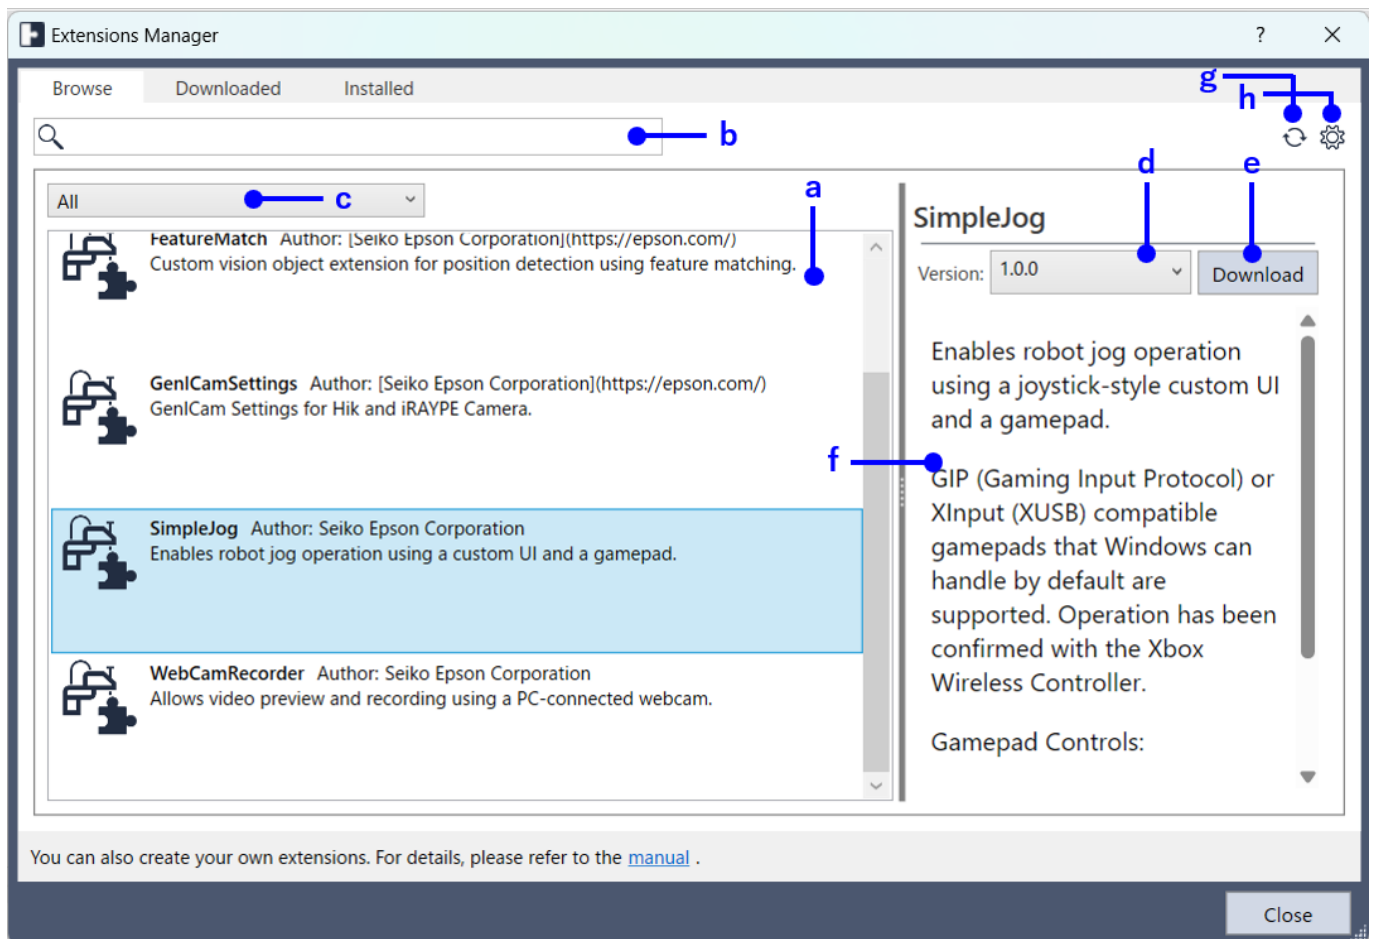 Extensions Manager ?
Browse Downloaded Installed
g
h
b
d
e
a
All
c
SimpleJog
FeatureMatch Author: [Seiko Epson Corporation](https://epson.com/)
Custom vision object extension for position detection using feature matching.
Version: 1.0.0 Download
Enables robot jog operation
using a joystick-style custom UI
and a gamepad.
GenICamSettings Author: [Seiko Epson Corporation](https://epson.com/)
GenICam Settings for Hik and iRAYPE Camera.
f
GIP (Gaming Input Protocol) or
XInput (XUSB) compatible
gamepads that Windows can
handle by default are
supported. Operation has been
confirmed with the Xbox
Wireless Controller.
SimpleJog Author: Seiko Epson Corporation
Enables robot jog operation using a custom UI and a gamepad.
WebCamRecorder Author: Seiko Epson Corporation
Allows video preview and recording using a PC-connected webcam.
Gamepad Controls:
You can also create your own extensions. For details, please refer to the manual .
Close